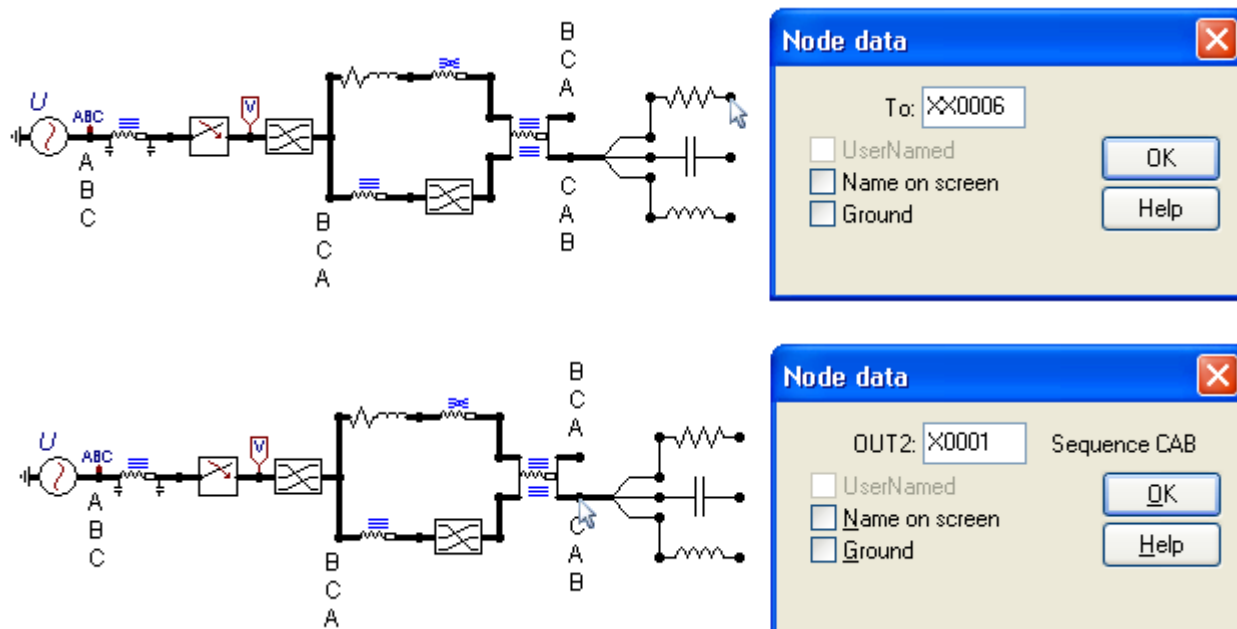 B
C
A
U
ABC
V
A
B
C
B
C
A
C
A
B
Node data
To: XX0006
UserNamed
Name on screen
Ground
OK
Help
B
C
A
U
ABC
V
A
B
C
B
C
A
C
A
B
Node data
OUT2: X0001 Sequence CAB
UserNamed
Name on screen
Ground
OK
Help